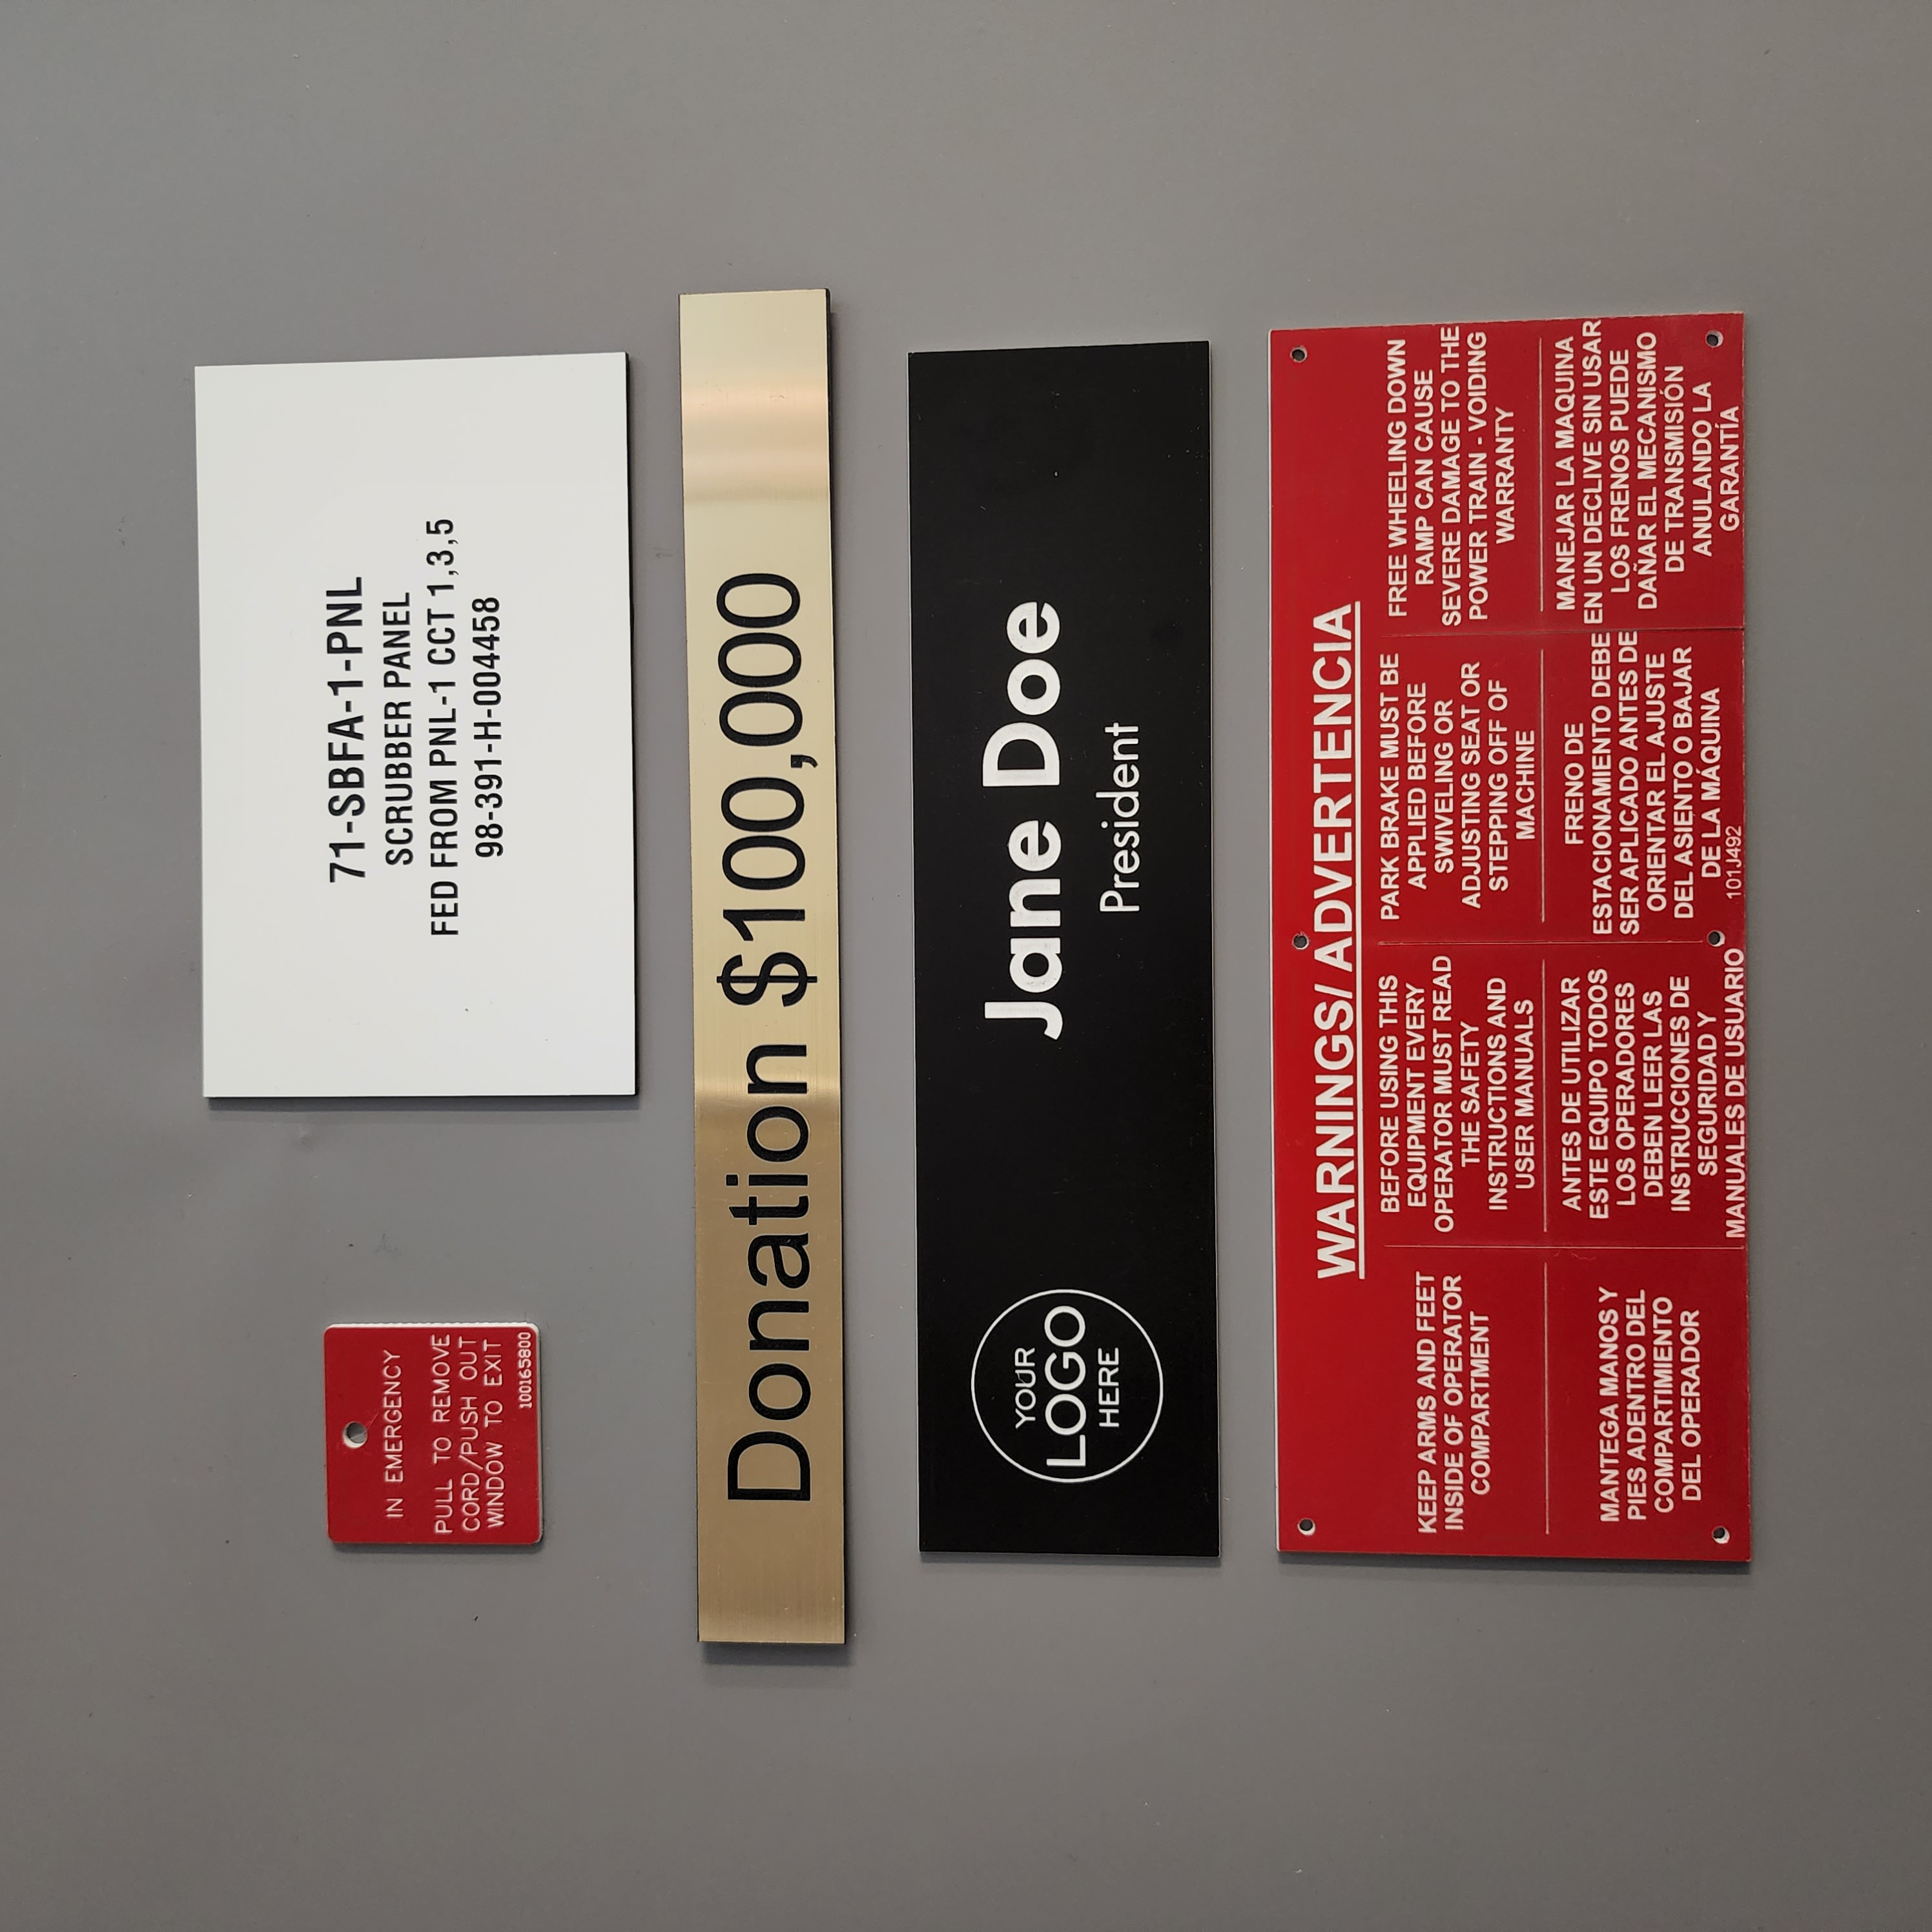 IN EMERGENCY
PULL TO REMOVE
CORD/PUSH OUT
WINDOW TO EXIT
100165800
71-SBFA-1-PNL
SCRUBBER PANEL
FED FROM PNL-1 CCT 1,3,5
98-391-H-004458
Donation $100,000
YOUR
LOGO
HERE
Jane Doe
President
WARNINGS/ ADVERTENCIA
KEEP ARMS AND FEET
INSIDE OF OPERATOR
COMPARTMENT
BEFORE USING THIS
EQUIPMENT EVERY
OPERATOR MUST READ
THE SAFETY
INSTRUCTIONS AND
USER MANUALS
PARK BRAKE MUST BE
APPLIED BEFORE
SWIVELING OR
ADJUSTING SEAT OR
STEPPING OFF OF
MACHINE
FREE WHEELING DOWN
RAMP CAN CAUSE
SEVERE DAMAGE TO THE
POWER TRAIN - VOIDING
WARRANTY
MANTEGA MANOS Y
PIES ADENTRO DEL
COMPARTIMIENTO
DEL OPERADOR
ANTES DE UTILIZAR
ESTE EQUIPO TODOS
LOS OPERADORES
DEBEN LEER LAS
INSTRUCCIONES DE
SEGURIDAD Y
MANUALES DE USUARIO
FRENO DE
ESTACIONAMIENTO DEBE
SER APLICADO ANTES DE
ORIENTAR EL AJUSTE
DEL ASIENTO O BAJAR
DE LA MÁQUINA
101J492
MANEJAR LA MAQUINA
EN UN DECLIVE SIN USAR
LOS FRENOS PUEDE
DAÑAR EL MECANISMO
DE TRANSMISIÓN
ANULANDO LA
GARANTÍA